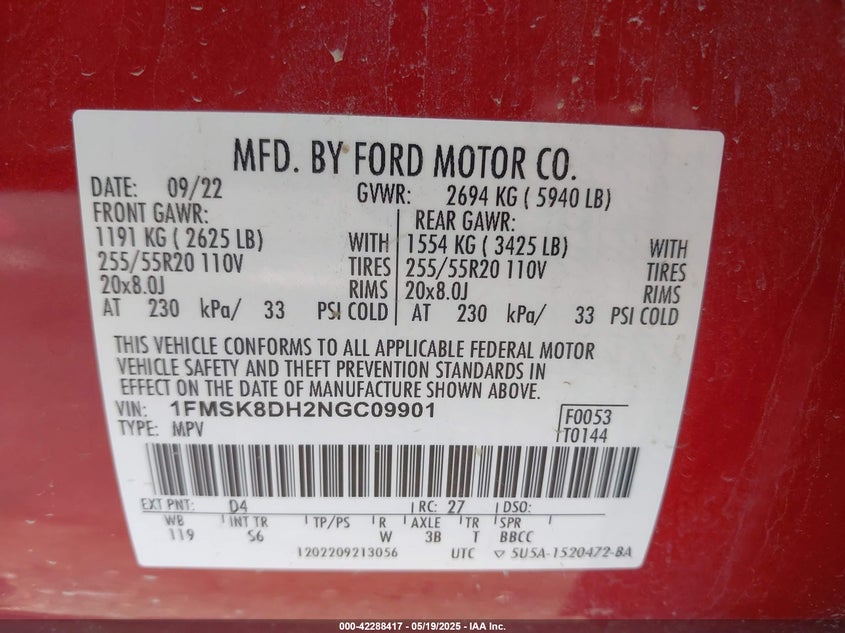 MFD. BY FORD MOTOR CO.
DATE: 09/22 GVWR: 2694 KG ( 5940 LB)
FRONT GAWR: REAR GAWR:
1191 KG ( 2625 LB) WITH 1554 KG ( 3425 LB) WITH
255/55R20 110V TIRES 255/55R20 110V TIRES
20x8.0J RIMS 20x8.0J RIMS
AT 230 kPa/ 33 PSI COLD AT 230 kPa/ 33 PSI COLD
THIS VEHICLE CONFORMS TO ALL APPLICABLE FEDERAL MOTOR
VEHICLE SAFETY AND THEFT PREVENTION STANDARDS IN
EFFECT ON THE DATE OF MANUFACTURE SHOWN ABOVE.
VIN: 1FMSK8DH2NGC09901 F0053
TYPE: MPV T0144
EXT PNT: D4 RC: 27 DSO:
WB INT TR TP/PS R AXLE TR SPR
119 S6 W 3B T BBCC
1202209213056 UTC ▽ 5U5A-1520472-BA
000-42288417 - 05/19/2025 - IAA Inc.